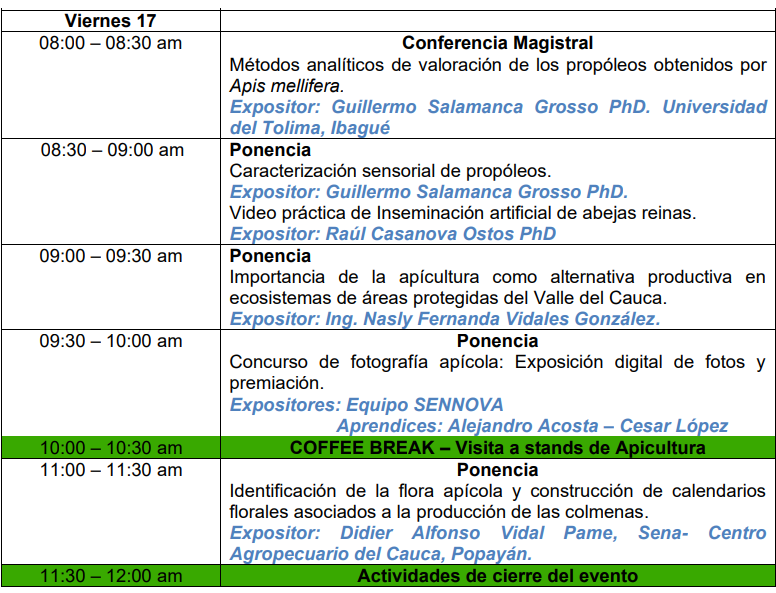 Viernes 17
08:00 – 08:30 am
Conferencia Magistral
Métodos analíticos de valoración de los propóleos obtenidos por
Apis mellifera.
Expositor: Guillermo Salamanca Grosso PhD. Universidad
del Tolima, Ibagué
08:30 – 09:00 am
Ponencia
Caracterización sensorial de propóleos.
Expositor: Guillermo Salamanca Grosso PhD.
Video práctica de Inseminación artificial de abejas reinas.
Expositor: Raúl Casanova Ostos PhD
09:00 – 09:30 am
Ponencia
Importancia de la apícultura como alternativa productiva en
ecosistemas de áreas protegidas del Valle del Cauca.
Expositor: Ing. Nasly Fernanda Vidales González.
09:30 – 10:00 am
Ponencia
Concurso de fotografía apícola: Exposición digital de fotos y
premiación.
Expositores: Equipo SENNOVA
Aprendices: Alejandro Acosta – Cesar López
10:00 – 10:30 am
COFFEE BREAK – Visita a stands de Apicultura
11:00 – 11:30 am
Ponencia
Identificación de la flora apícola y construcción de calendarios
florales asociados a la producción de las colmenas.
Expositor: Didier Alfonso Vidal Pame, Sena- Centro
Agropecuario del Cauca, Popayán.
11:30 – 12:00 am
Actividades de cierre del evento